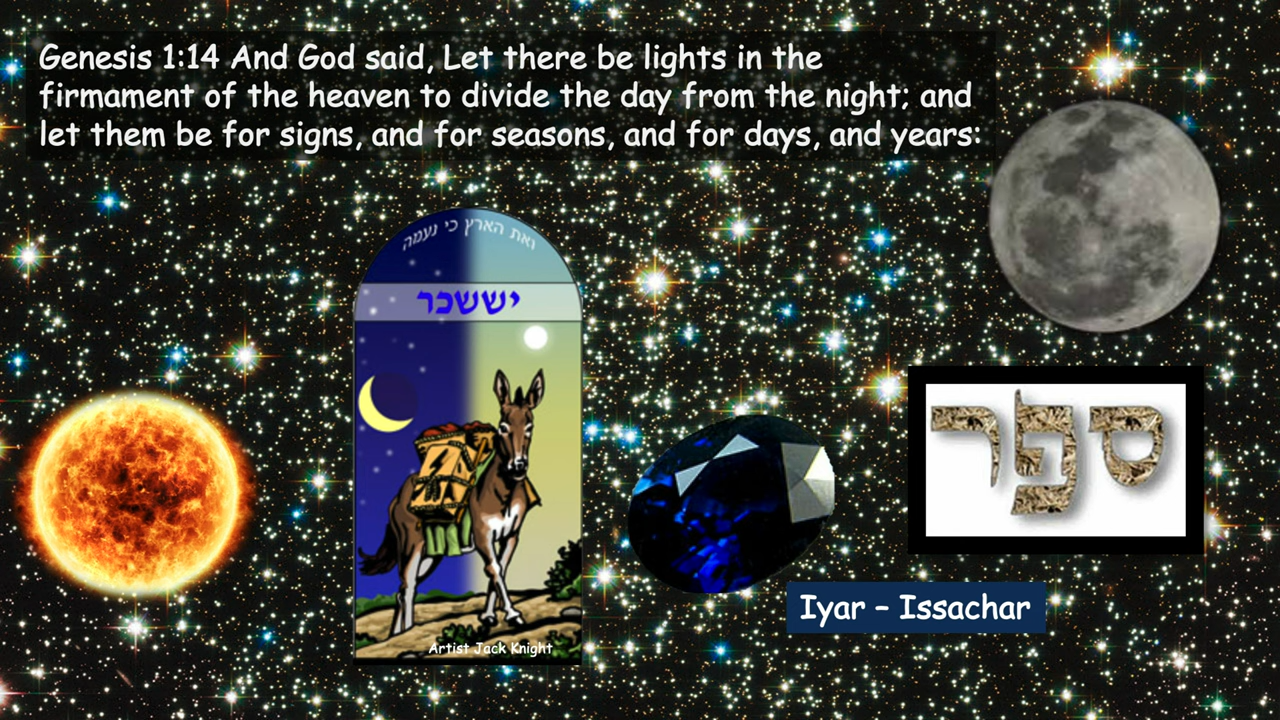 Genesis 1:14 And God said, Let there be lights in the
firmament of the heaven to divide the day from the night; and
let them be for signs, and for seasons, and for days, and years:
ואת הארץ כי נעמה
יששכר
ספר
Iyar – Issachar
Artist Jack Knight